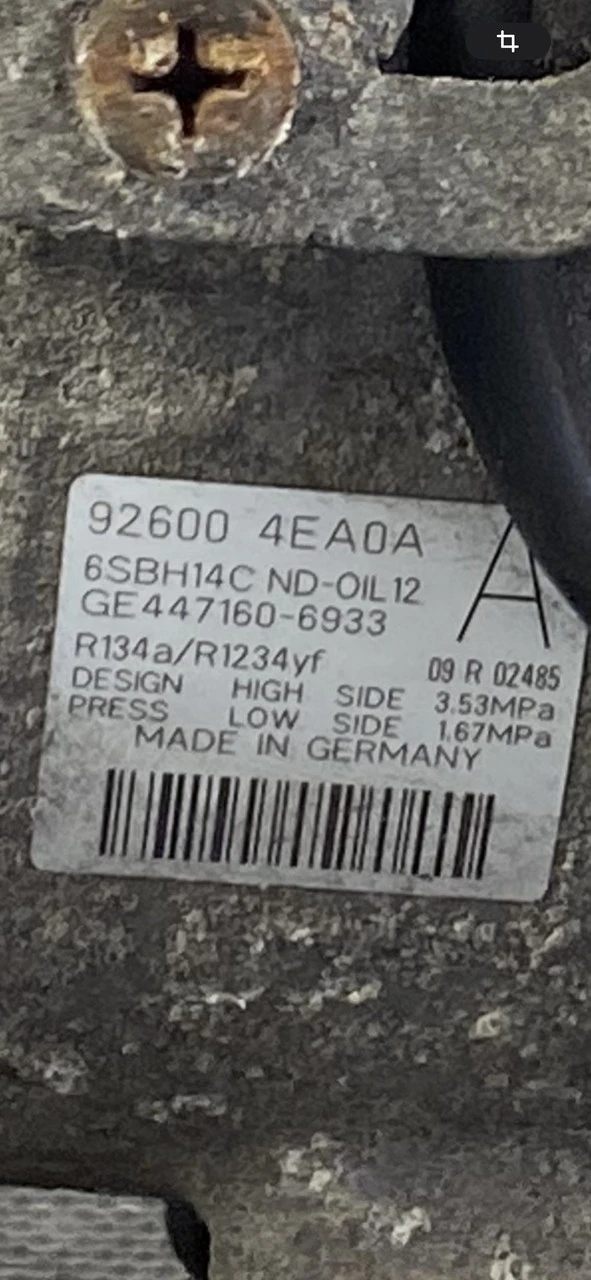 92600 4EA0A
A
6SBH14C ND-OIL12
GE447160-6933
R134a/R1234yf
09 R 02485
DESIGN HIGH SIDE 3.53MPa
PRESS LOW SIDE 1.67MPa
MADE IN GERMANY